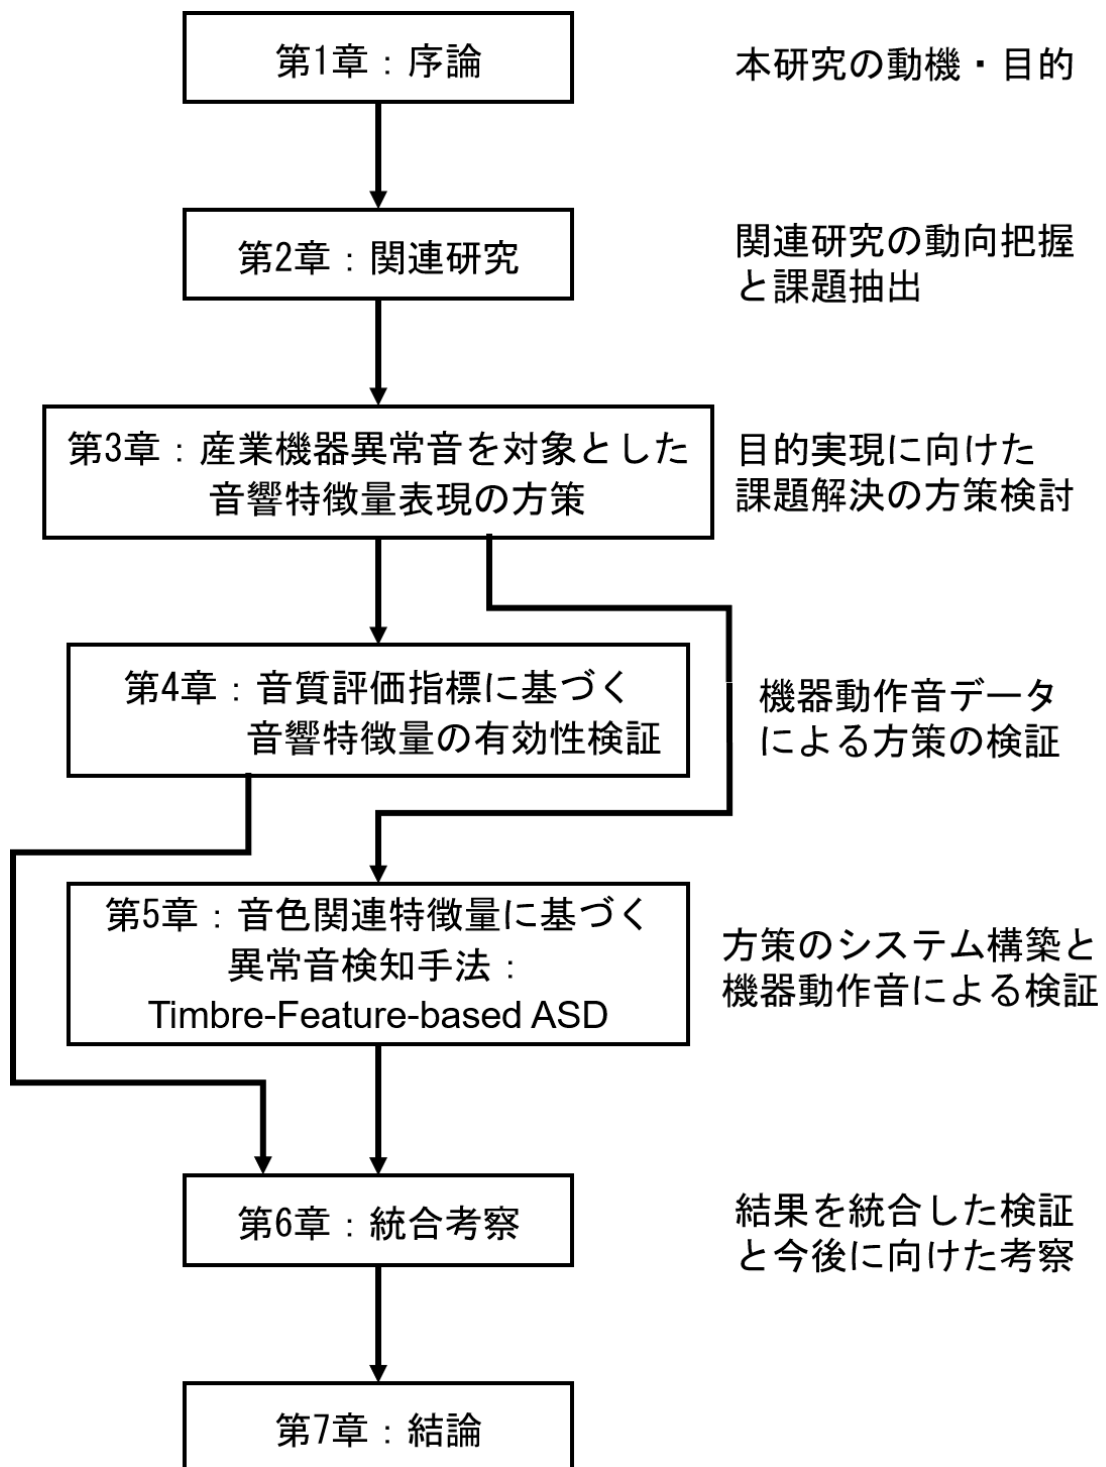 第1章：序論
本研究の動機・目的
第2章：関連研究
関連研究の動向把握
と課題抽出
第3章：産業機器異常音を対象とした
音響特徴量表現の方策
目的実現に向けた
課題解決の方策検討
第4章：音質評価指標に基づく
音響特徴量の有効性検証
機器動作音データ
による方策の検証
第5章：音色関連特徴量に基づく
異常音検知手法：
Timbre-Feature-based ASD
方策のシステム構築と
機器動作音による検証
第6章：統合考察
結果を統合した検証
と今後に向けた考察
第7章：結論